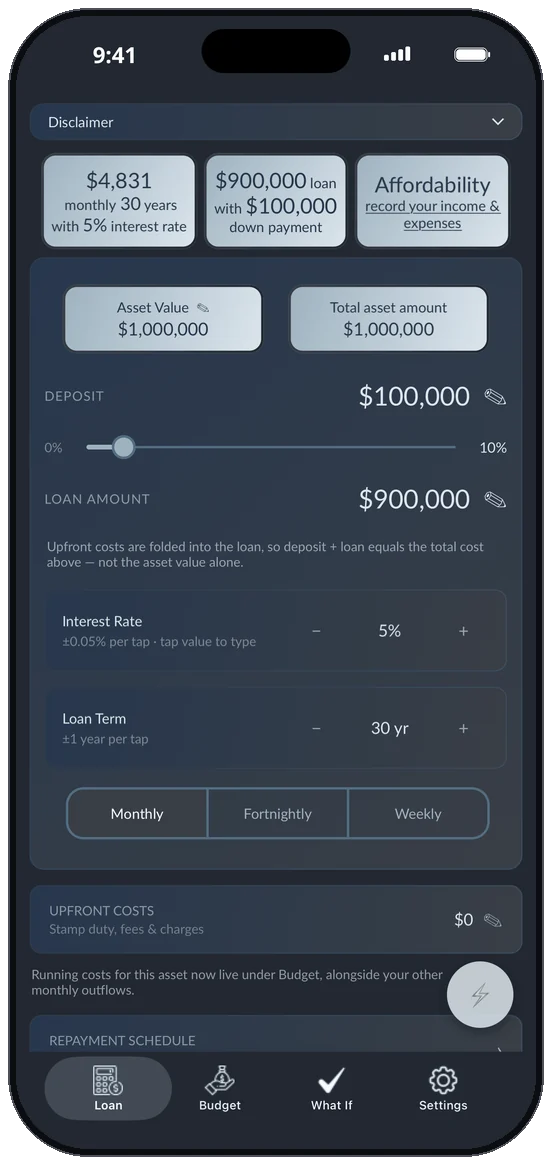 9:41
Disclaimer
$4,831
monthly 30 years
with 5% interest rate
$900,000 loan
with $100,000
down payment
Affordability
record your income &
expenses
Asset Value
$1,000,000
Total asset amount
$1,000,000
DEPOSIT
$100,000
0%
10%
LOAN AMOUNT
$900,000
Upfront costs are folded into the loan, so deposit + loan equals the total cost
above — not the asset value alone.
Interest Rate
±0.05% per tap · tap value to type
− 5% +
Loan Term
±1 year per tap
− 30 yr +
Monthly
Fortnightly
Weekly
UPFRONT COSTS
Stamp duty, fees & charges
$0
Running costs for this asset now live under Budget, alongside your other
monthly outflows.
REPAYMENT SCHEDULE
Loan
Budget
What If
Settings